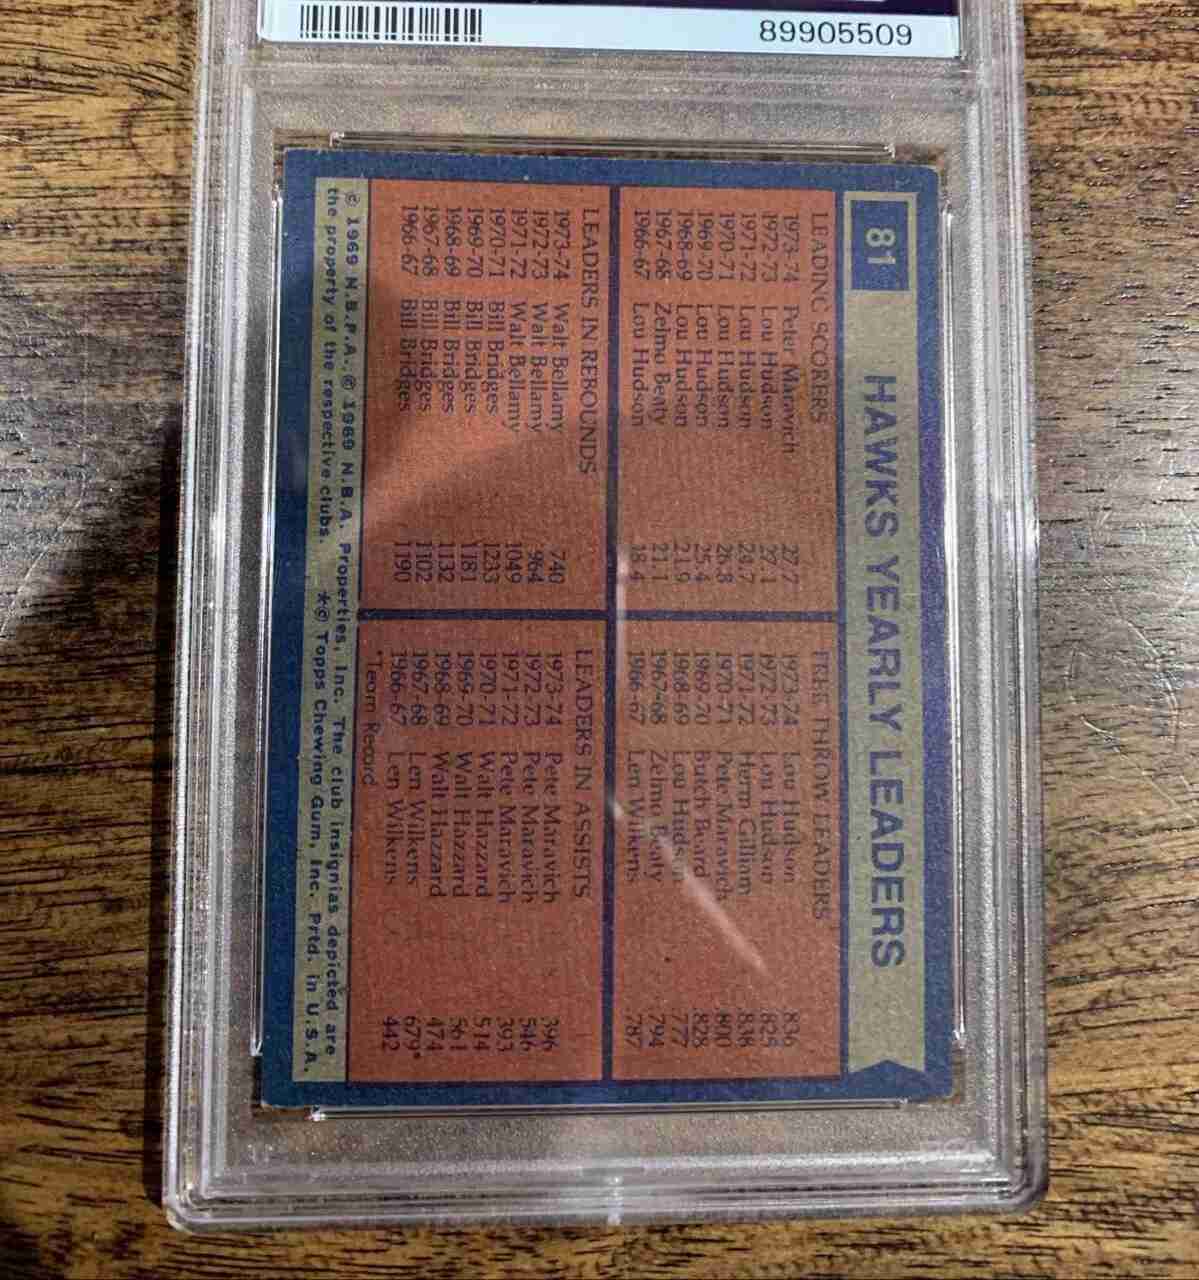 89905509
81 HAWKS YEARLY LEADERS
LEADING SCORERS
1973-74 Peter Maravich 27.7
1972-73 Lou Hudson 27.1
1971-72 Lou Hudson 24.7
1970-71 Lou Hudson 26.8
1969-70 Lou Hudson 25.4
1968-69 Lou Hudson 21.9
1967-68 Zelmo Beaty 21.1
1966-67 Lou Hudson 18.4
FREE THROW LEADERS
1973-74 Lou Hudson .836
1972-73 Lou Hudson .825
1971-72 Herm Gilliam
1970-71 Pete Maravich .800
1969-70 Butch Beard .828
1968-69 Lou Hudson .777
1967-68 Zelmo Beaty .794
1966-67 Len Wilkens .787
LEADERS IN REBOUNDS
1973-74 Walt Bellamy 740
1972-73 Walt Bellamy 964
1971-72 Walt Bellamy 1049
1970-71 Bill Bridges 1233
1969-70 Bill Bridges 1181
1968-69 Bill Bridges 1132
1967-68 Bill Bridges 1102
1966-67 Bill Bridges 1190
LEADERS IN ASSISTS
1973-74 Pete Maravich 396
1972-73 Pete Maravich 546
1971-72 Pete Maravich 393
1970-71 Walt Hazzard 514
1969-70 Walt Hazzard 561
1968-69 Walt Hazzard 474
1967-68 Len Wilkens 679*
1966-67 Len Wilkens 442
*Team Record
© 1969 N.B.P.A. © 1969 N.B.A. Properties, Inc. The club insignias depicted are
the property of the respective clubs. *© Topps Chewing Gum, Inc. Prtd. in U.S.A.